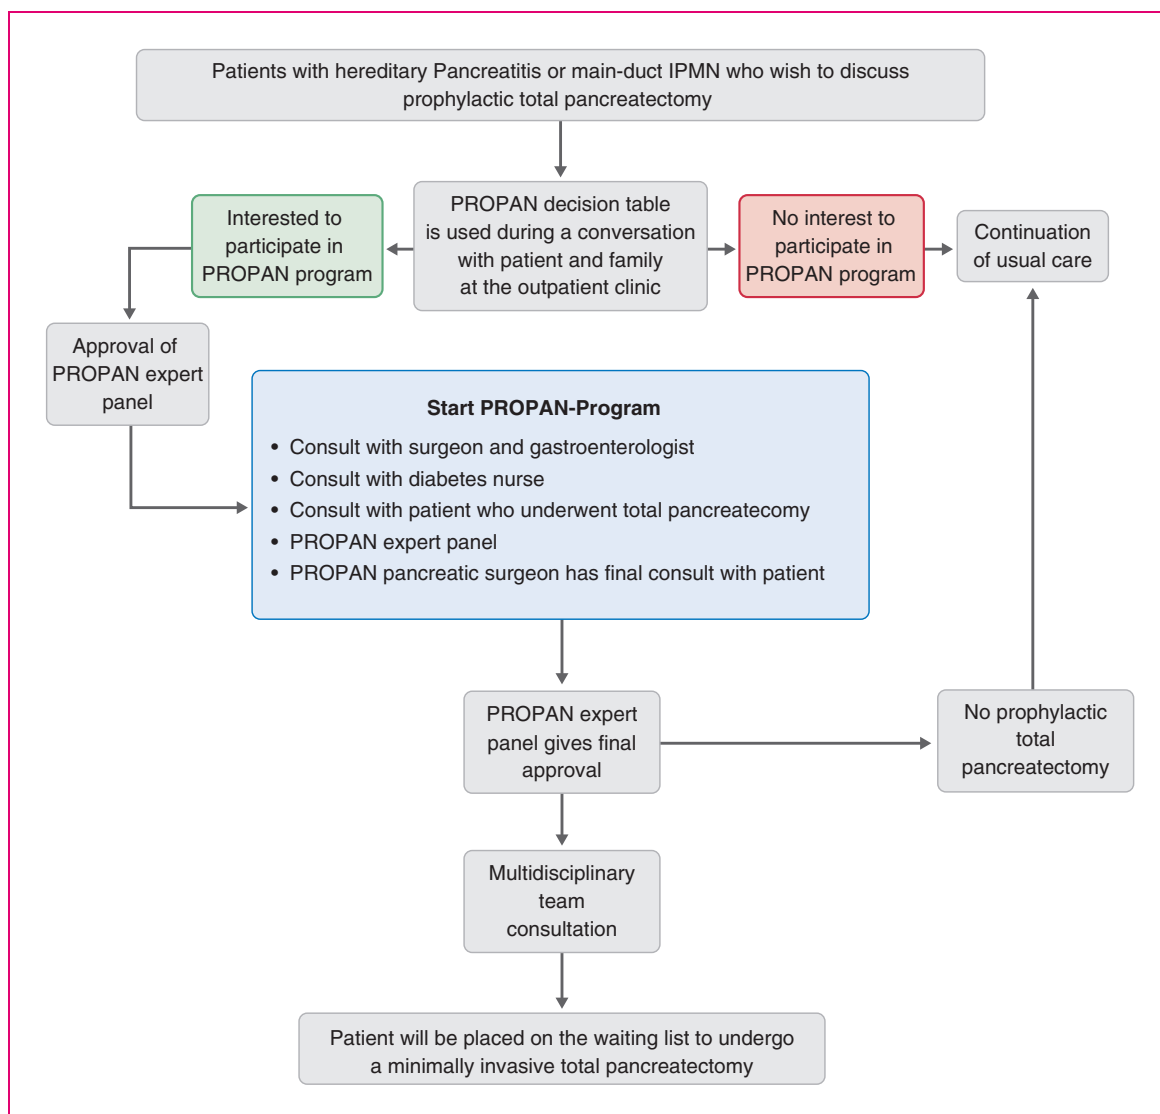 Patients with hereditary Pancreatitis or main-duct IPMN who wish to discuss
prophylactic total pancreatectomy
Interested to
participate in
PROPAN program
PROPAN decision table
is used during a conversation
with patient and family
at the outpatient clinic
No interest to
participate in
PROPAN program
Continuation
of usual care
Approval of
PROPAN expert
panel
Start PROPAN-Program
• Consult with surgeon and gastroenterologist
• Consult with diabetes nurse
• Consult with patient who underwent total pancreatecomy
• PROPAN expert panel
• PROPAN pancreatic surgeon has final consult with patient
PROPAN expert
panel gives final
approval
No prophylactic
total
pancreatectomy
Multidisciplinary
team
consultation
Patient will be placed on the waiting list to undergo
a minimally invasive total pancreatectomy